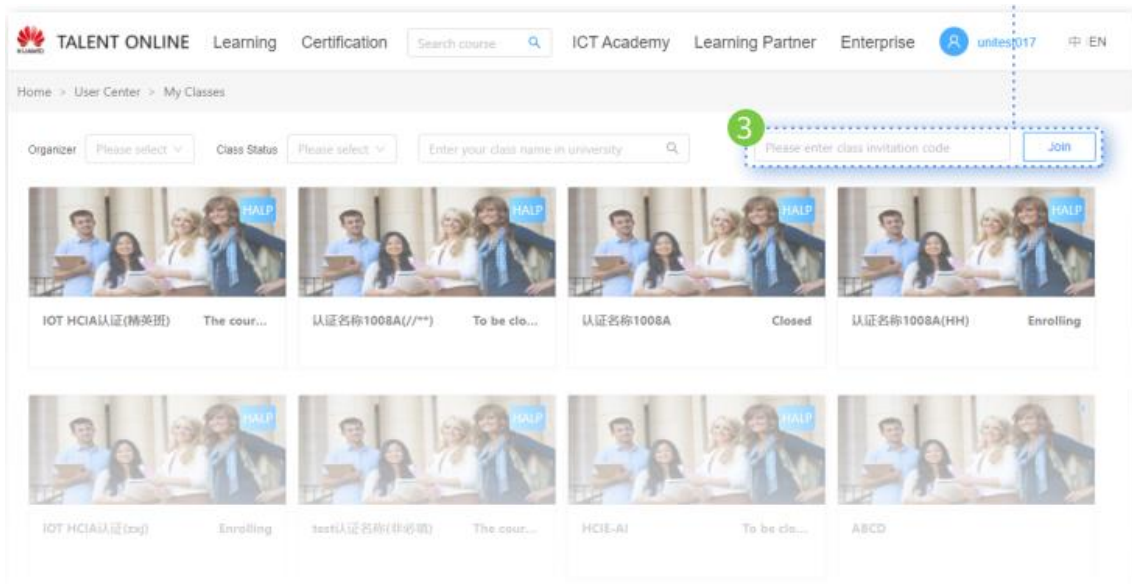 HUAWEI TALENT ONLINE Learning Certification Search course ICT Academy Learning Partner Enterprise unitest017 中 EN
Home > User Center > My Classes
3
Organizer Please select Class Status Please select Enter your class name in university Please enter class invitation code Join
HALP HALP HALP HALP
IOT HCIA认证(精英班) The cour... 认证名称1008A(//**) To be clo... 认证名称1008A Closed 认证名称1008A(HH) Enrolling
HALP HALP HALP
IOT HCIA认证(zxj) Enrolling test认证名称(非必填) The cour... HCIE-AI To be clo... ABCD